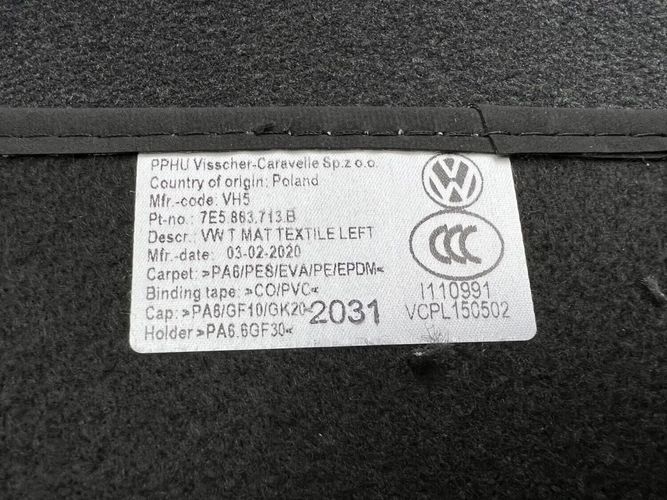 PPHU Visscher-Caravelle Sp.z o.o.
Country of origin: Poland
Mfr.-code: VH5
Pt-no.: 7E5.863.713.B
Descr.: VW T MAT TEXTILE LEFT
Mfr.-date: 03-02-2020
Carpet: »PA6/PES/EVA/PE/EPDM«
Binding tape: »CO/PVC«
Cap: »PA6/GF10/GK20«
Holder »PA6.6GF30«
2031
VW
CCC
I110991
VCPL150502